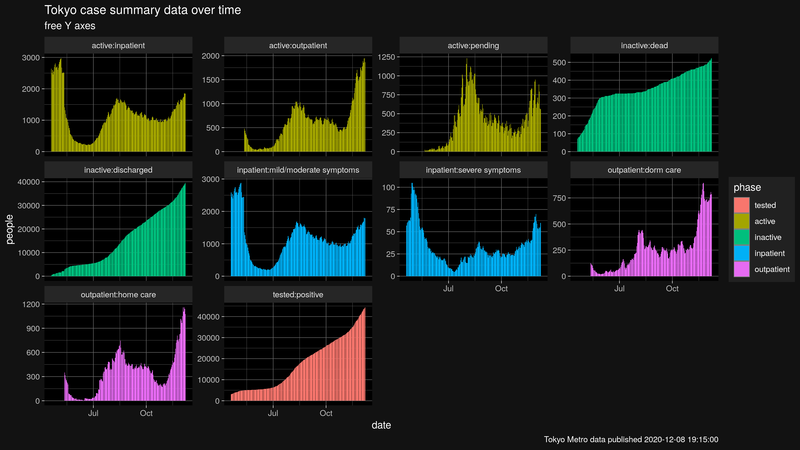 Tokyo case summary data over time
free Y axes
active:inpatient
active:outpatient
active:pending
inactive:dead
3000
2000
1000
0
2000
1500
1000
500
0
1250
1000
750
500
250
0
500
400
300
200
100
0
inactive:discharged
inpatient:mild/moderate symptoms
inpatient:severe symptoms
outpatient:dorm care
40000
30000
20000
10000
0
3000
2000
1000
0
100
75
50
25
0
750
500
250
0
Jul
Oct
Jul
Oct
outpatient:home care
tested:positive
1200
900
600
300
0
40000
30000
20000
10000
0
Jul
Oct
Jul
Oct
people
date
phase
tested
active
inactive
inpatient
outpatient
Tokyo Metro data published 2020-12-08 19:15:00